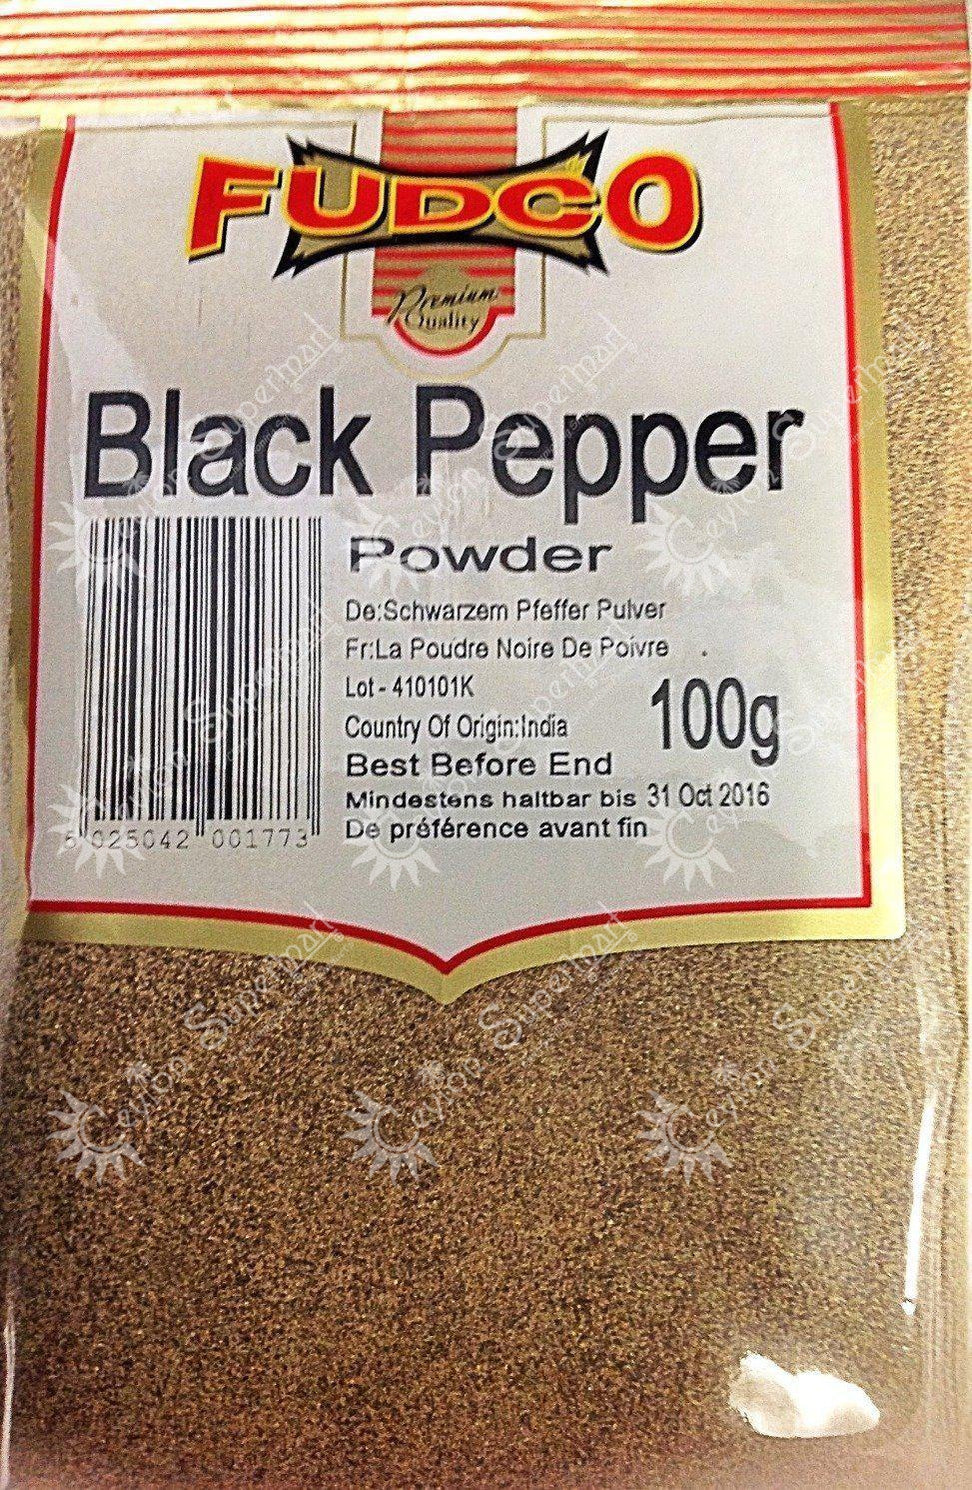 FUDCO
Premium
Quality
Black Pepper
Powder
De:Schwarzem Pfeffer Pulver
Fr:La Poudre Noire De Poivre
Lot - 410101K
Country Of Origin:India
100g
Best Before End
Mindestens haltbar bis 31 Oct 2016
De préférence avant fin
5 025042 001773
Ceylon Supermart